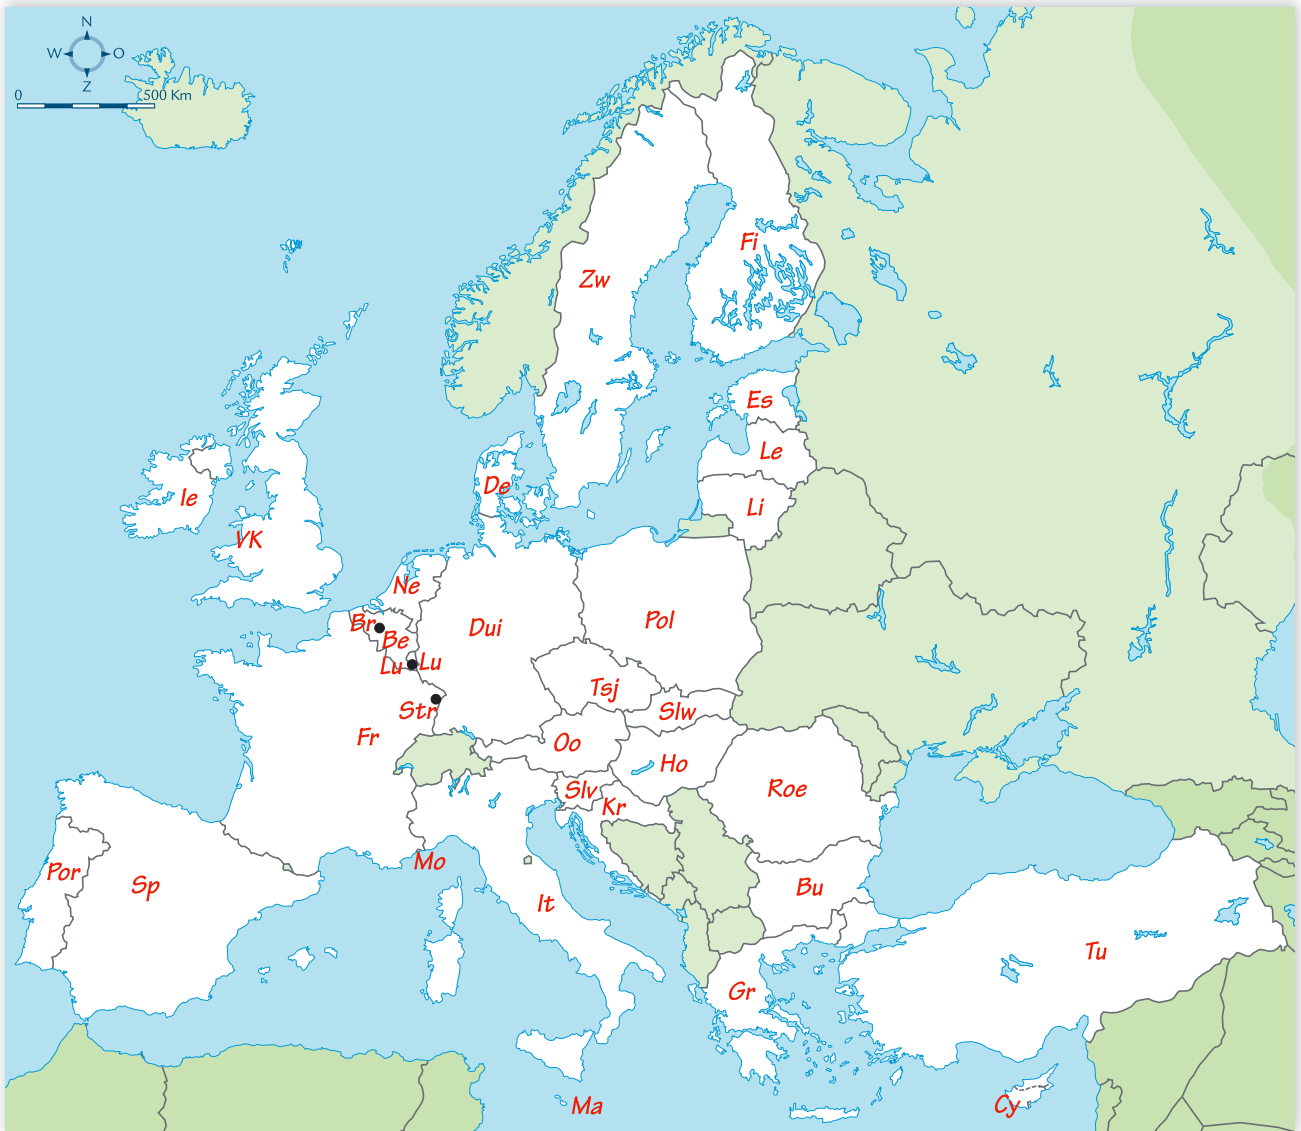 N
W O
Z
0 500 Km
Fi
Zw
Es
Le
De
Ie
Li
VK
Ne
Br
Dui
Pol
Be
Lu Lu
Tsj
Str
Slw
Fr
Oo
Ho
Slv
Roe
Kr
Mo
Por
Sp
Bu
It
Tu
Gr
Ma
Cy